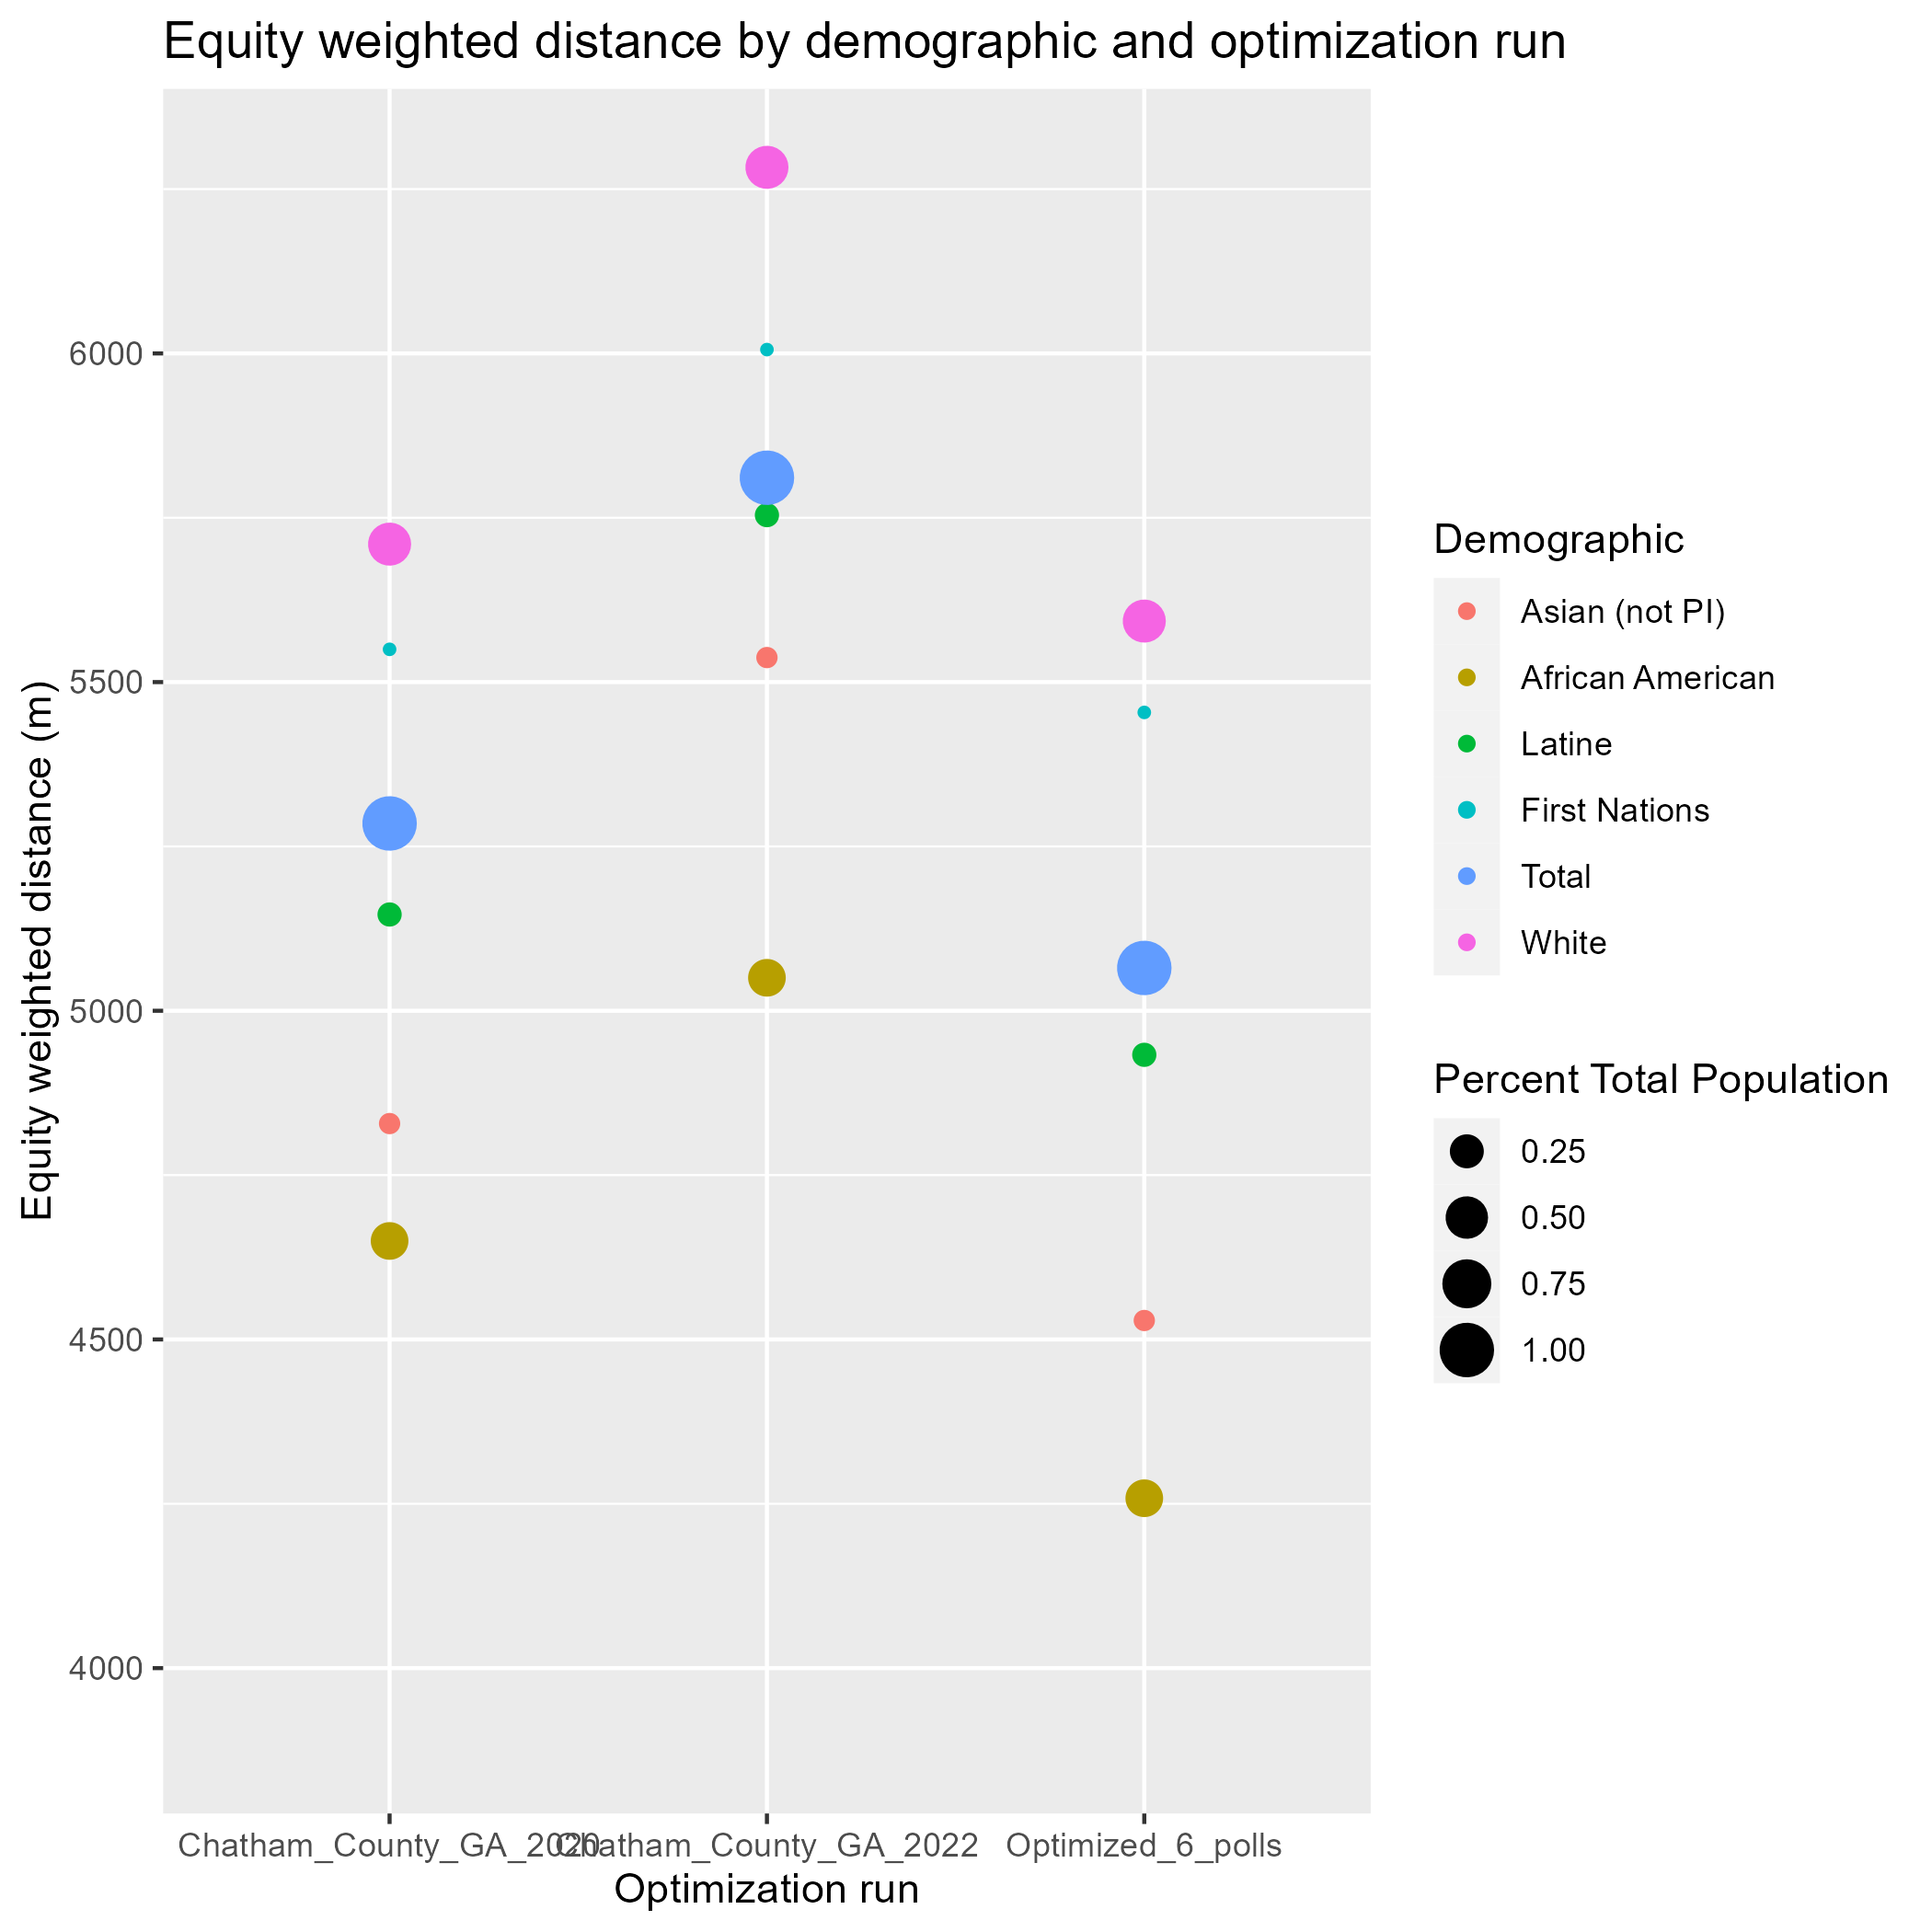 Equity weighted distance by demographic and optimization run
Equity weighted distance (m)
6000
5500
5000
4500
4000
Chatham_County_GA_2020
Chatham_County_GA_2022
Optimized_6_polls
Optimization run
Demographic
Asian (not PI)
African American
Latine
First Nations
Total
White
Percent Total Population
0.25
0.50
0.75
1.00